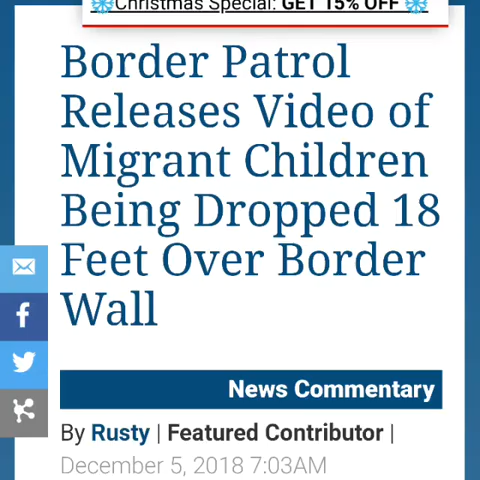 Christmas Special: GET 15% OFF
Border Patrol
Releases Video of
Migrant Children
Being Dropped 18
Feet Over Border
Wall
News Commentary
By Rusty | Featured Contributor |
December 5, 2018 7:03AM